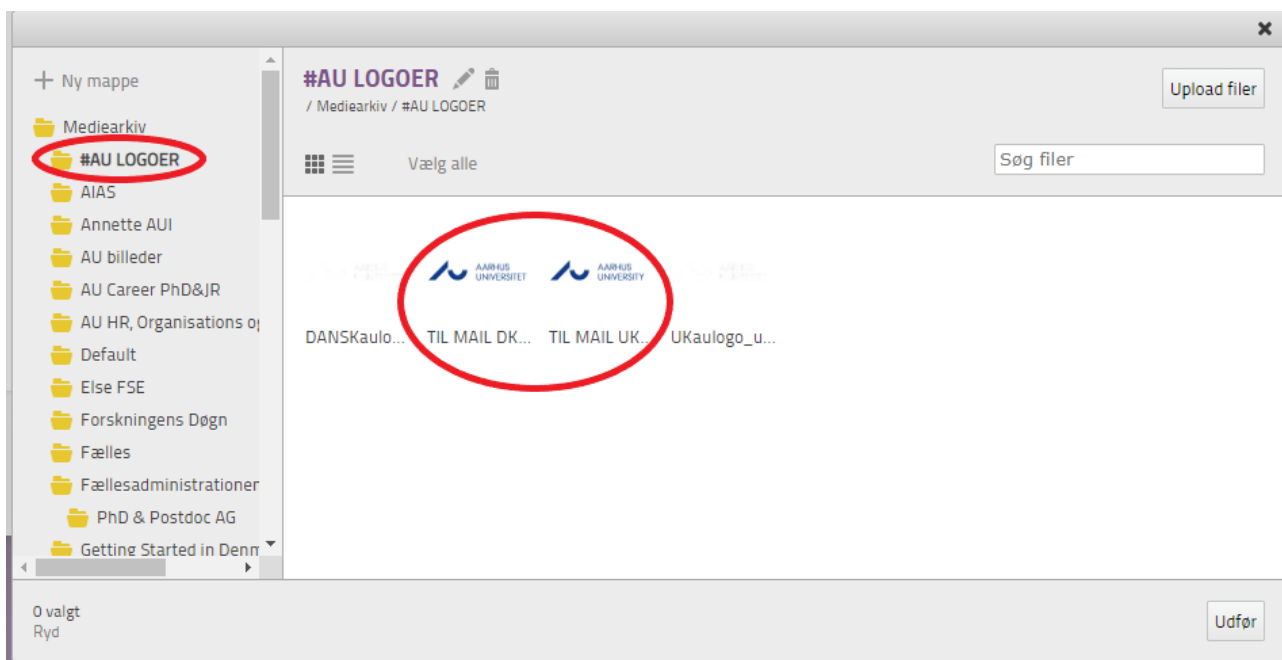 Ny mappe
Mediearkiv
#AU LOGOER
AIAS
Annette AUI
AU billeder
AU Career PhD&JR
AU HR, Organisations og
Default
Else FSE
Forskningens Døgn
Fælles
Fællesadministrationen
PhD & Postdoc AG
Getting Started in Denm
#AU LOGOER
/ Mediearkiv / #AU LOGOER
Upload filer
Vælg alle
Søg filer
AARHUS
UNIVERSITET
AARHUS
UNIVERSITY
DANSKaulo... TIL MAIL DK... TIL MAIL UK... UKaulogo_u...
0 valgt
Ryd
Udfør